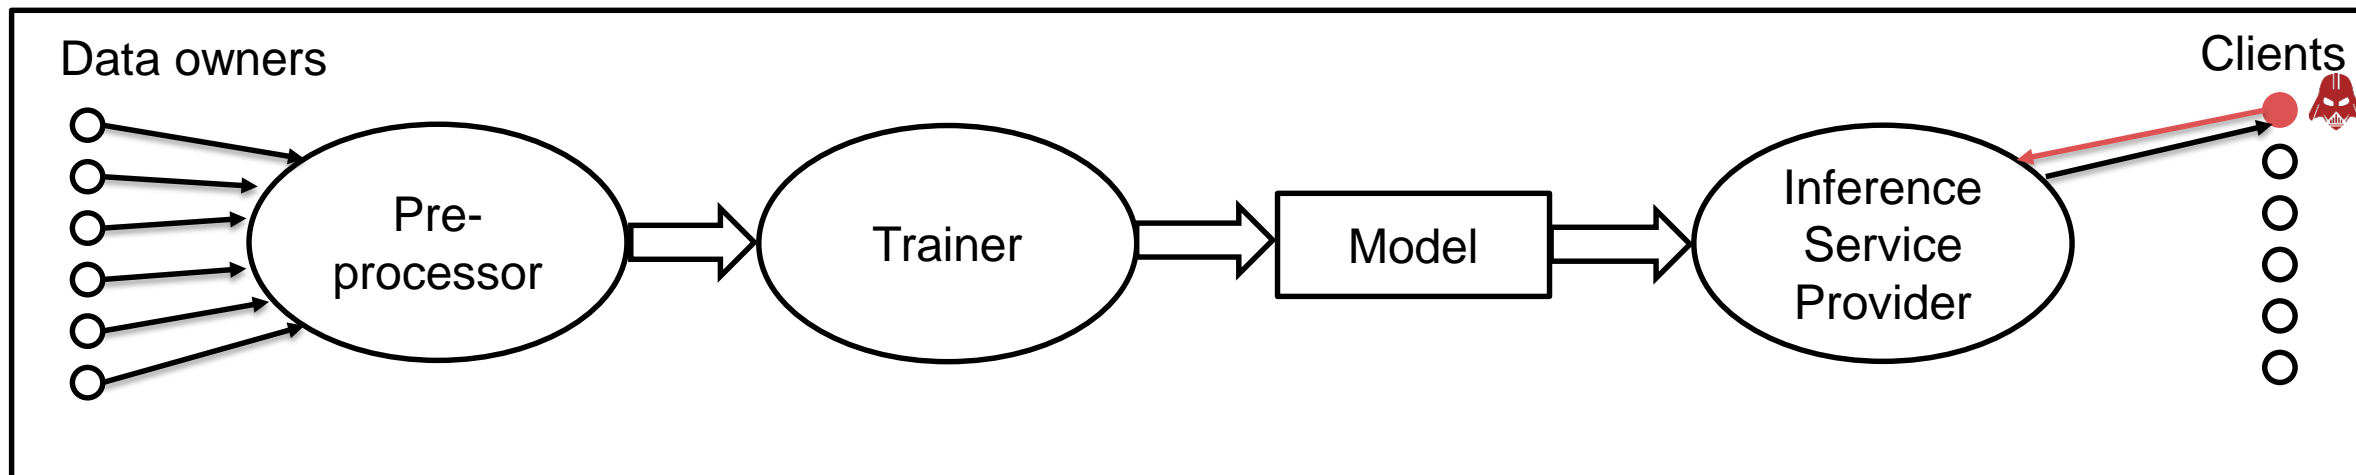 Data owners
Clients
Pre-
processor
Trainer
Model
Inference
Service
Provider